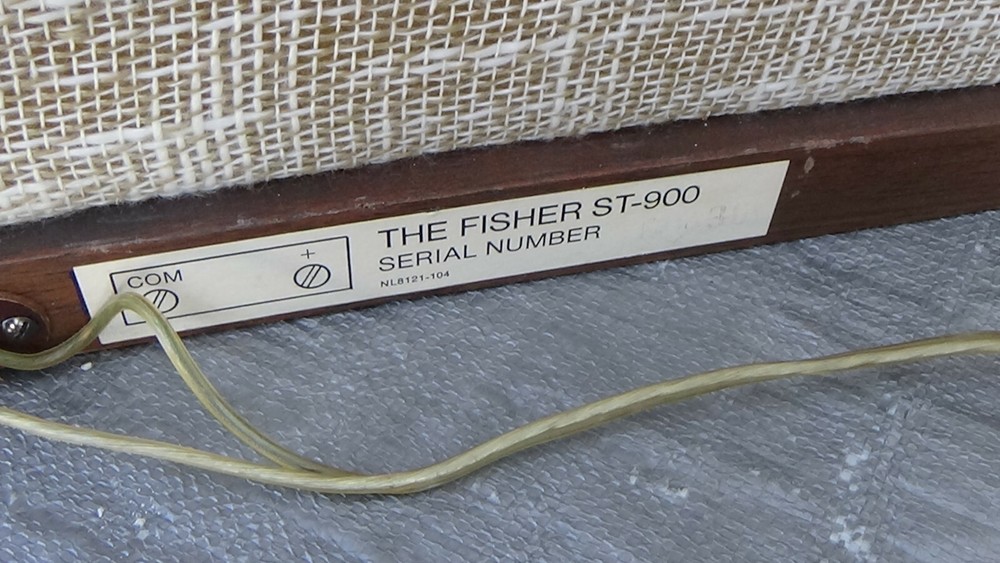 COM
+
THE FISHER ST-900
SERIAL NUMBER
NL8121-104